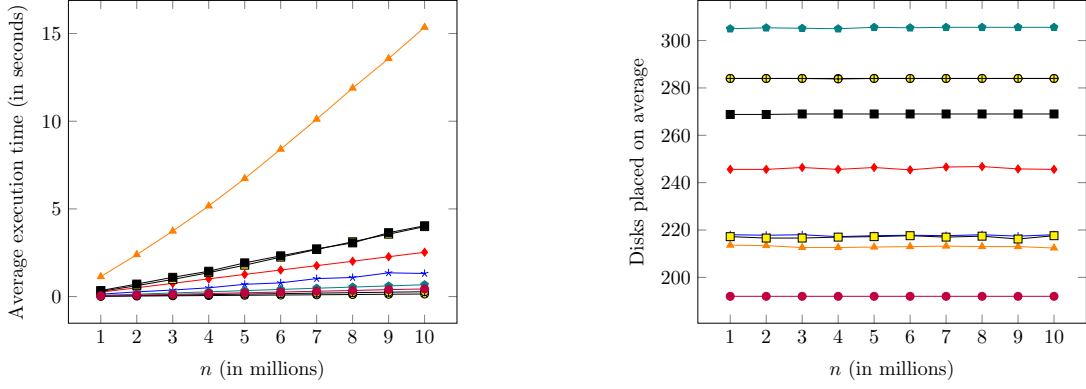 Average execution time (in seconds)
15
10
5
0
1 2 3 4 5 6 7 8 9 10
n (in millions)
Disks placed on average
300
280
260
240
220
200
1 2 3 4 5 6 7 8 9 10
n (in millions)